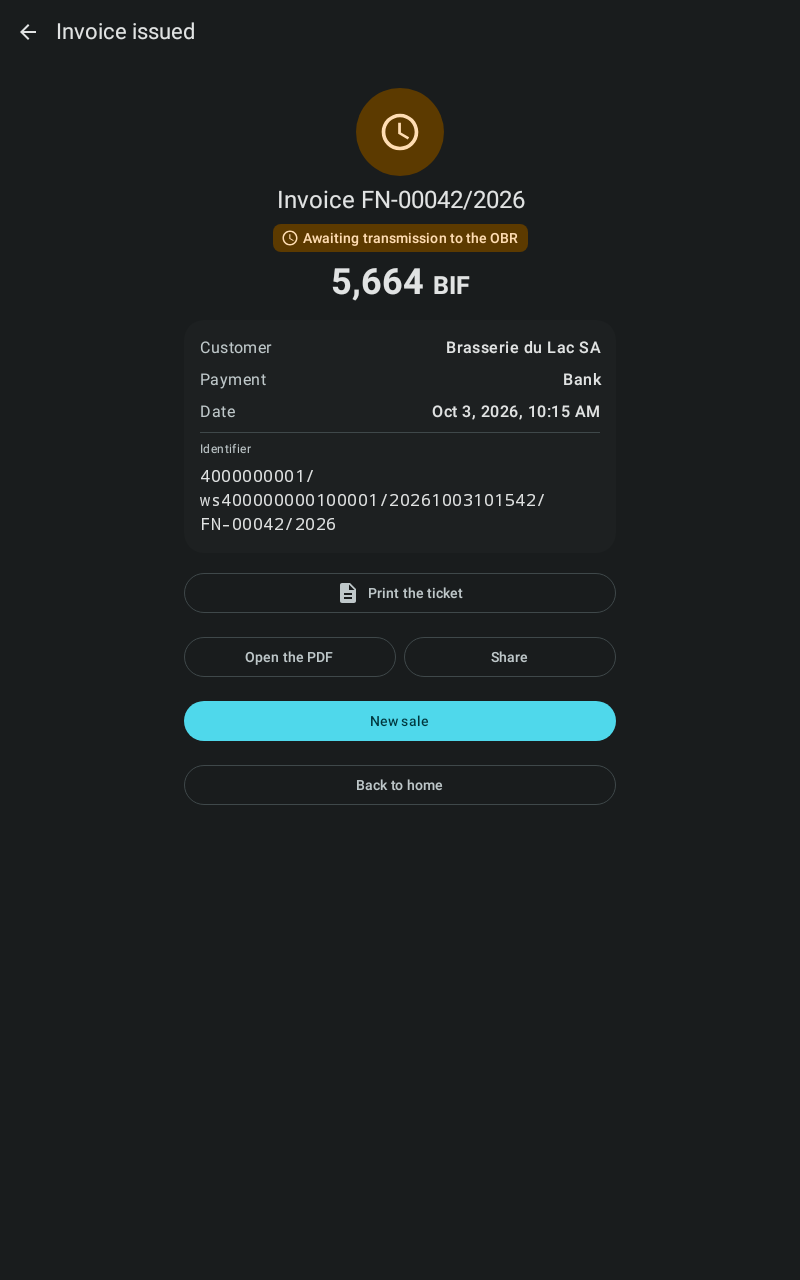 Invoice issued
Invoice FN-00042/2026
Awaiting transmission to the OBR
5,664 BIF
Customer Brasserie du Lac SA
Payment Bank
Date Oct 3, 2026, 10:15 AM
Identifier
4000000001/
ws400000000100001/20261003101542/
FN-00042/2026
Print the ticket
Open the PDF Share
New sale
Back to home